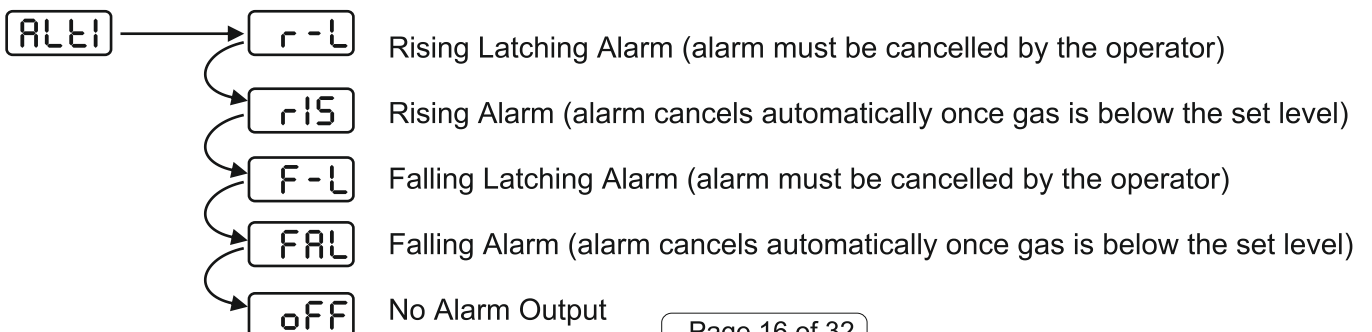 ALt1 r-L Rising Latching Alarm (alarm must be cancelled by the operator)
rIS Rising Alarm (alarm cancels automatically once gas is below the set level)
F-L Falling Latching Alarm (alarm must be cancelled by the operator)
FAL Falling Alarm (alarm cancels automatically once gas is below the set level)
oFF No Alarm Output
Page 16 of 32